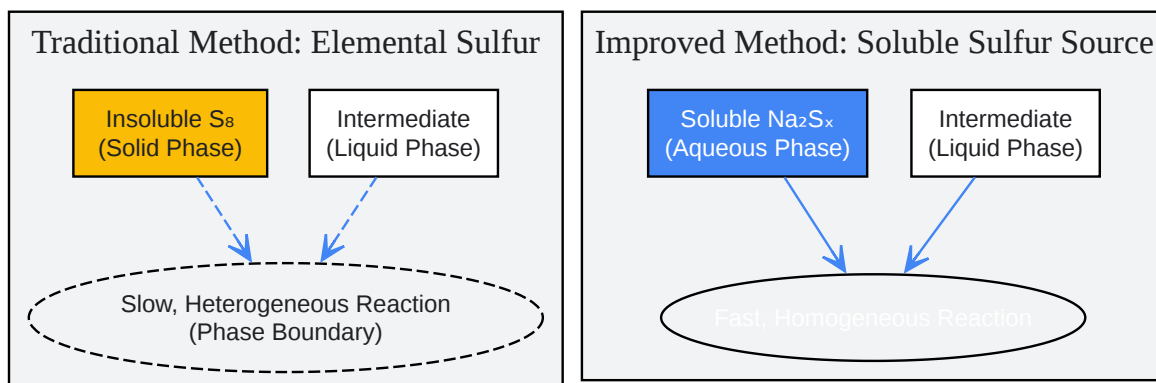 Traditional Method: Elemental Sulfur
Insoluble S₈
(Solid Phase)
Intermediate
(Liquid Phase)
Slow, Heterogeneous Reaction
(Phase Boundary)
Improved Method: Soluble Sulfur Source
Soluble Na₂Sₓ
(Aqueous Phase)
Intermediate
(Liquid Phase)
Fast, Homogeneous Reaction